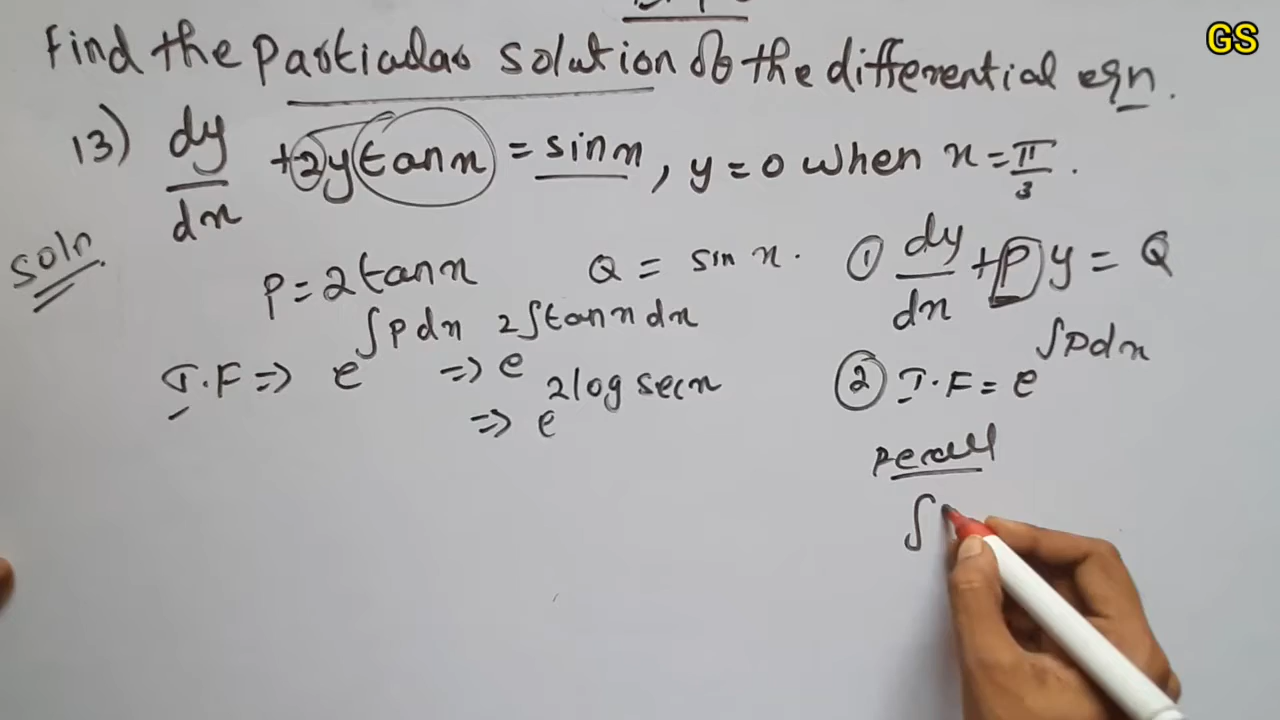 GS
Find the Particular solution of the differential eqn.
13) dy/dx + 2y tan x = sin x, y = 0 when x = π/3.
Soln
P = 2 tan x Q = sin x. ① dy/dx + P y = Q
I.F => e^∫P dx => e^2∫tan x dx
=> e^2 log sec x
② I.F = e^∫P dx
Recall
∫